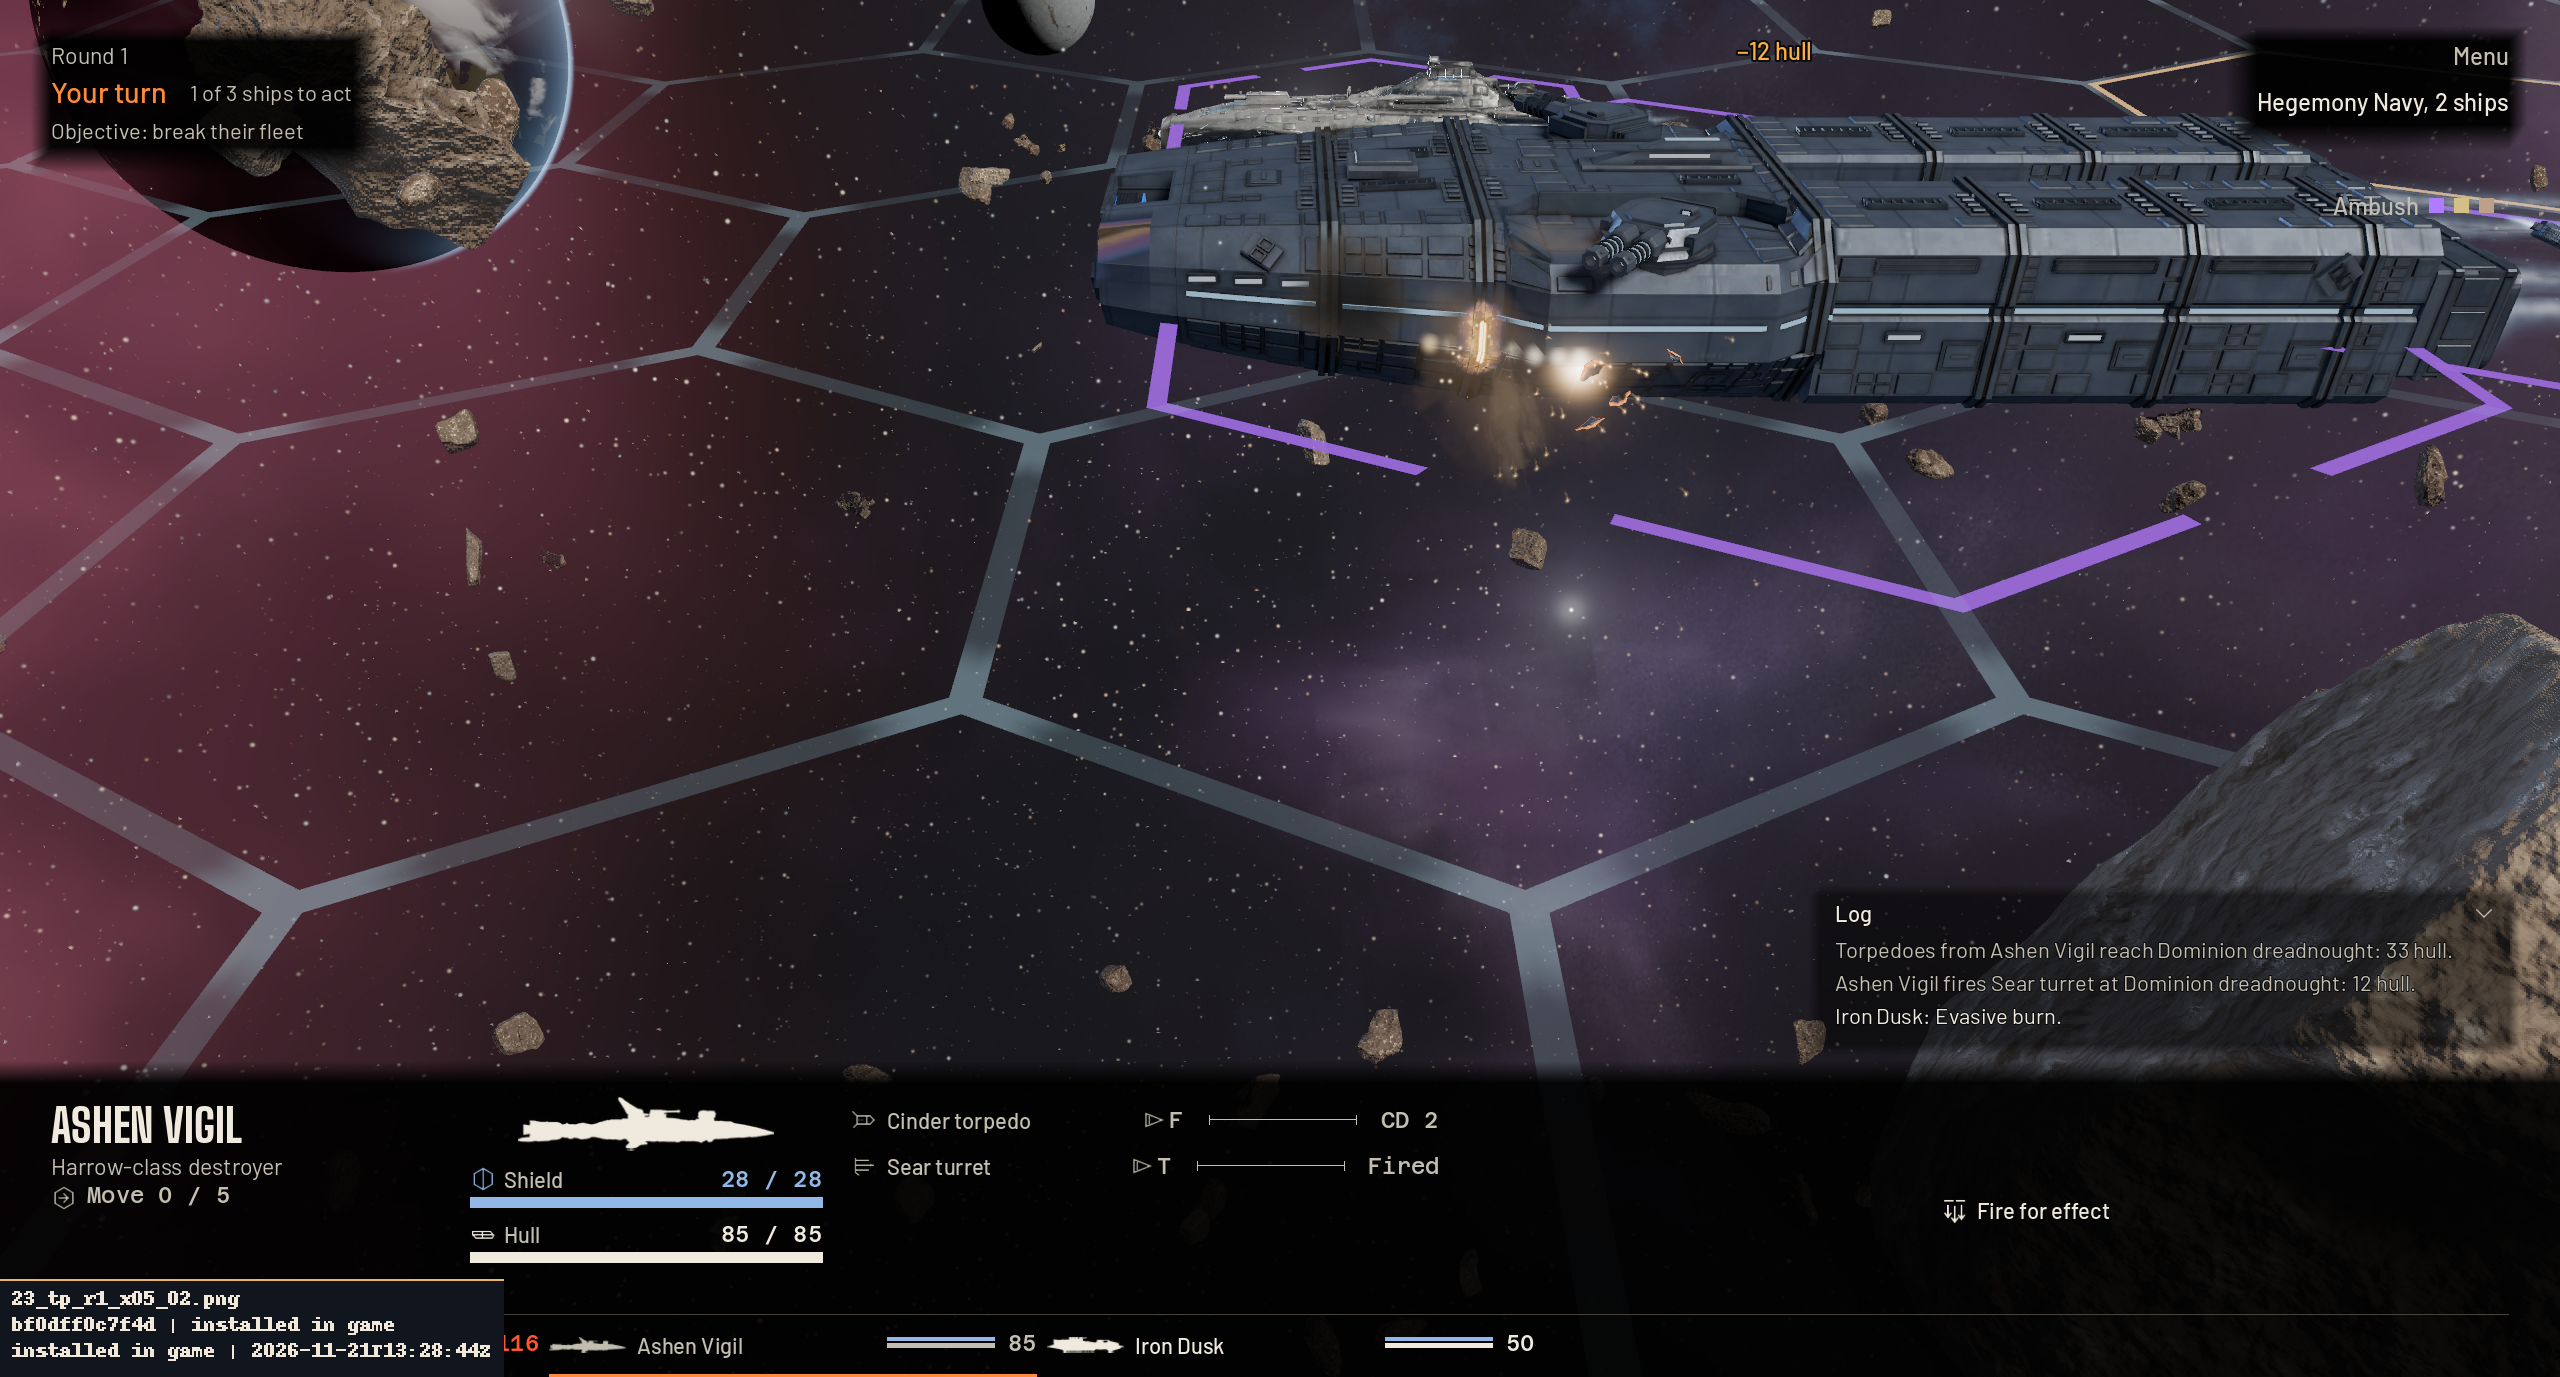 Round 1
Your turn 1 of 3 ships to act
Objective: break their fleet
−12 hull
Menu
Hegemony Navy, 2 ships
Ambush
Log
Torpedoes from Ashen Vigil reach Dominion dreadnought: 33 hull.
Ashen Vigil fires Sear turret at Dominion dreadnought: 12 hull.
Iron Dusk: Evasive burn.
ASHEN VIGIL
Harrow-class destroyer
Move 0 / 5
Shield 28 / 28
Hull 85 / 85
Cinder torpedo F CD 2
Sear turret T Fired
Fire for effect
23_tp_r1_x05_02.png
bf0dff0c7f4d | installed in game
installed in game | 2026-11-21r13:28:44z
116 Ashen Vigil 85 Iron Dusk 50